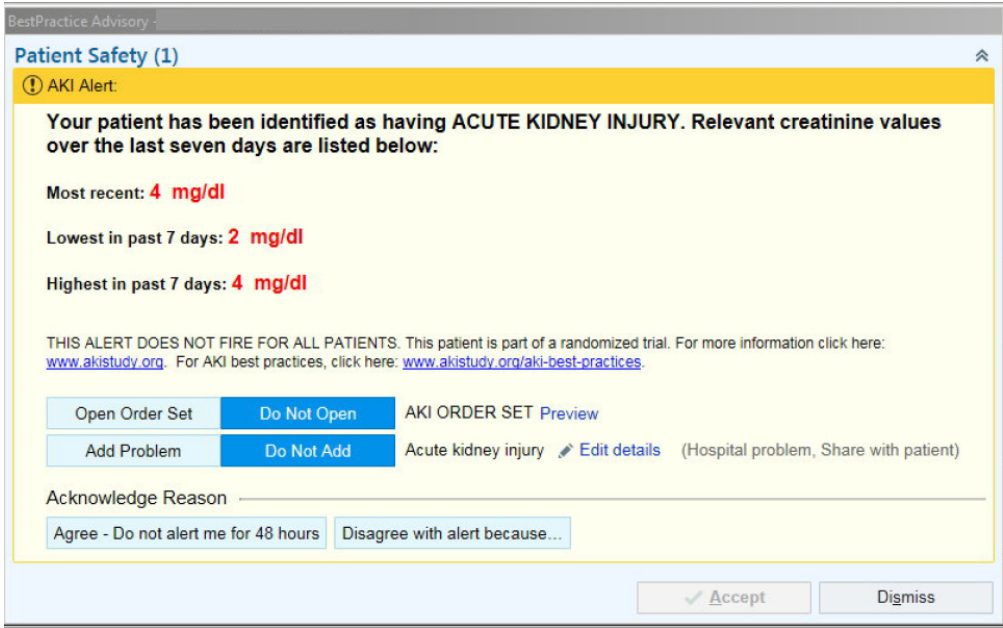 BestPractice Advisory -
Patient Safety (1)
AKI Alert:
Your patient has been identified as having ACUTE KIDNEY INJURY. Relevant creatinine values
over the last seven days are listed below:
Most recent: 4 mg/dl
Lowest in past 7 days: 2 mg/dl
Highest in past 7 days: 4 mg/dl
THIS ALERT DOES NOT FIRE FOR ALL PATIENTS. This patient is part of a randomized trial. For more information click here:
www.akistudy.org. For AKI best practices, click here: www.akistudy.org/aki-best-practices.
Open Order Set Do Not Open AKI ORDER SET Preview
Add Problem Do Not Add Acute kidney injury Edit details (Hospital problem, Share with patient)
Acknowledge Reason
Agree - Do not alert me for 48 hours Disagree with alert because...
Accept Dismiss